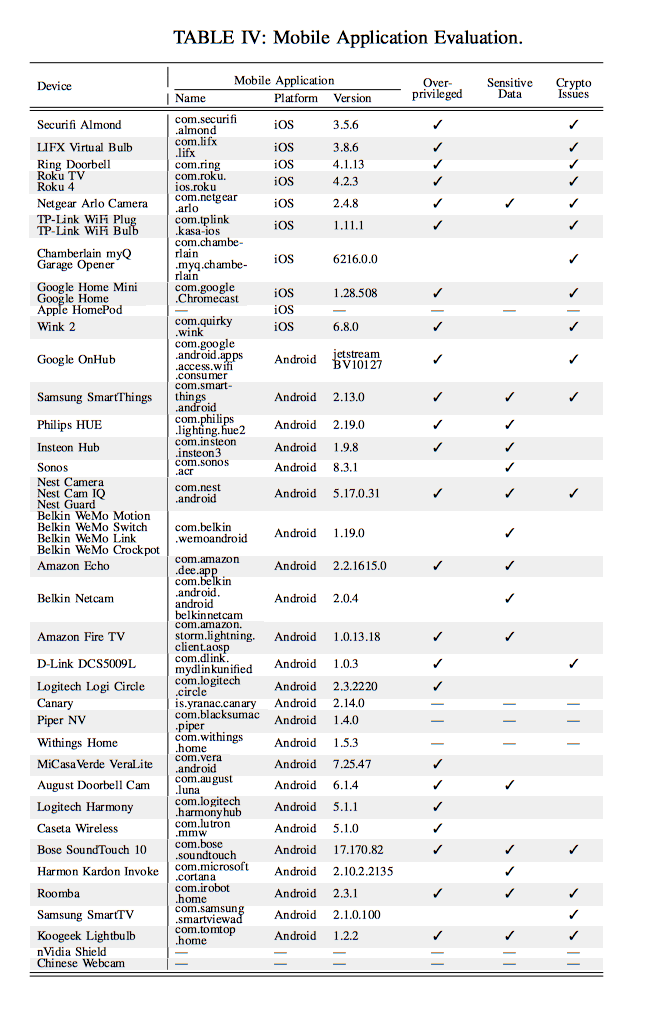 TABLE IV: Mobile Application Evaluation.
Device Mobile Application Over-privileged Sensitive Data Crypto Issues
Name Platform Version
Securifi Almond com.securifi.almond iOS 3.5.6 ✓ ✓
LIFX Virtual Bulb com.lifx.lifx iOS 3.8.6 ✓ ✓
Ring Doorbell com.ring iOS 4.1.13 ✓ ✓
Roku TV Roku 4 com.roku.ios.roku iOS 4.2.3 ✓ ✓
Netgear Arlo Camera com.netgear.arlo iOS 2.4.8 ✓ ✓ ✓
TP-Link WiFi Plug TP-Link WiFi Bulb com.tplink.kasa-ios iOS 1.11.1 ✓ ✓
Chamberlain myQ Garage Opener com.chambe-rlain.myq.chambe-rlain iOS 6216.0.0 ✓
Google Home Mini Google Home com.google.Chromecast iOS 1.28.508 ✓ ✓
Apple HomePod — iOS — — — —
Wink 2 com.quirky.wink iOS 6.8.0 ✓ ✓
Google OnHub com.google.android.apps.access.wifi.consumer Android jetstream BV10127 ✓ ✓
Samsung SmartThings com.smart-things.android Android 2.13.0 ✓ ✓ ✓
Philips HUE com.philips.lighting.hue2 Android 2.19.0 ✓ ✓
Insteon Hub com.insteon.insteon3 Android 1.9.8 ✓ ✓
Sonos com.sonos.acr Android 8.3.1 ✓
Nest Camera Nest Cam IQ Nest Guard com.nest.android Android 5.17.0.31 ✓ ✓ ✓
Belkin WeMo Motion Belkin WeMo Switch Belkin WeMo Link Belkin WeMo Crockpot com.belkin.wemoandroid Android 1.19.0 ✓
Amazon Echo com.amazon.dee.app Android 2.2.1615.0 ✓ ✓
Belkin Netcam com.belkin.android.android belkinnetcam Android 2.0.4 ✓
Amazon Fire TV com.amazon.storm.lightning.client.aosp Android 1.0.13.18 ✓ ✓
D-Link DCS5009L com.dlink.mydlinkunified Android 1.0.3 ✓ ✓
Logitech Logi Circle com.logitech.circle Android 2.3.2220 ✓
Canary is.yranac.canary Android 2.14.0 — — —
Piper NV com.blacksumac.piper Android 1.4.0 — — —
Withings Home com.withings.home Android 1.5.3 — — —
MiCasaVerde VeraLite com.vera.android Android 7.25.47 ✓
August Doorbell Cam com.august.luna Android 6.1.4 ✓ ✓
Logitech Harmony com.logitech.harmonyhub Android 5.1.1 ✓
Caseta Wireless com.lutron.mmw Android 5.1.0 ✓
Bose SoundTouch 10 com.bose.soundtouch Android 17.170.82 ✓ ✓ ✓
Harmon Kardon Invoke com.microsoft.cortana Android 2.10.2.2135 ✓
Roomba com.irobot.home Android 2.3.1 ✓ ✓ ✓
Samsung SmartTV com.samsung.smartviewad Android 2.1.0.100 ✓
Koogeek Lightbulb com.tomtop.home Android 1.2.2 ✓ ✓ ✓
nVidia Shield — — — — — —
Chinese Webcam — — — — — —